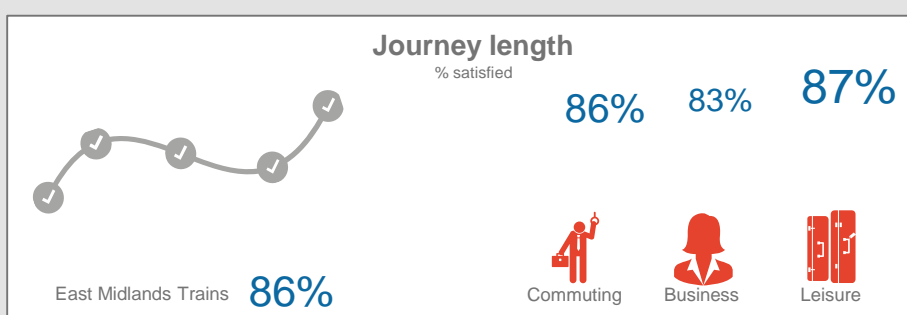 Journey length
% satisfied
86%
83%
87%
East Midlands Trains 86%
Commuting
Business
Leisure